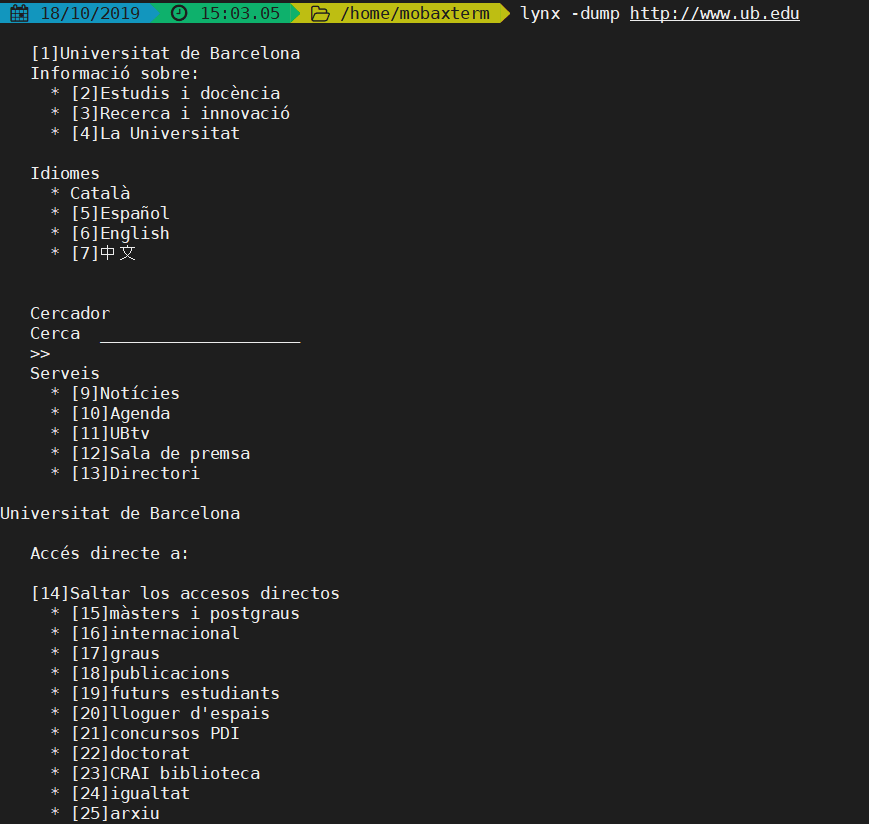 18/10/2019 15:03.05 /home/mobaxterm lynx -dump http://www.ub.edu
[1]Universitat de Barcelona
Informació sobre:
* [2]Estudis i docència
* [3]Recerca i innovació
* [4]La Universitat
Idiomes
* Català
* [5]Español
* [6]English
* [7]中文
Cercador
Cerca ____________________
>>
Serveis
* [9]Notícies
* [10]Agenda
* [11]UBtv
* [12]Sala de premsa
* [13]Directori
Universitat de Barcelona
Accés directe a:
[14]Saltar los accesos directos
* [15]màsters i postgraus
* [16]internacional
* [17]graus
* [18]publicacions
* [19]futurs estudiants
* [20]lloguer d'espais
* [21]concursos PDI
* [22]doctorat
* [23]CRAI biblioteca
* [24]igualtat
* [25]arxiu